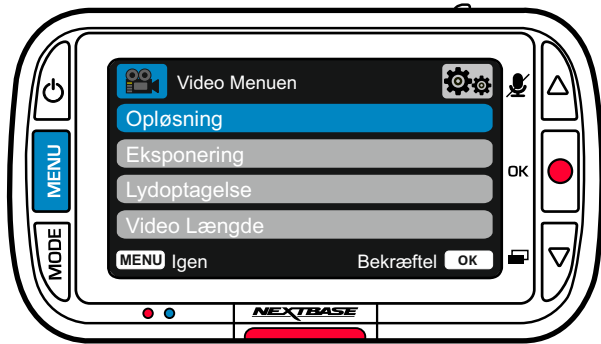 Video Menuen
Opløsning
Eksponering
Lydoptagelse
Video Længde
MENU Igen Bekræftel OK
MENU
MODE
OK
NEXTBASE